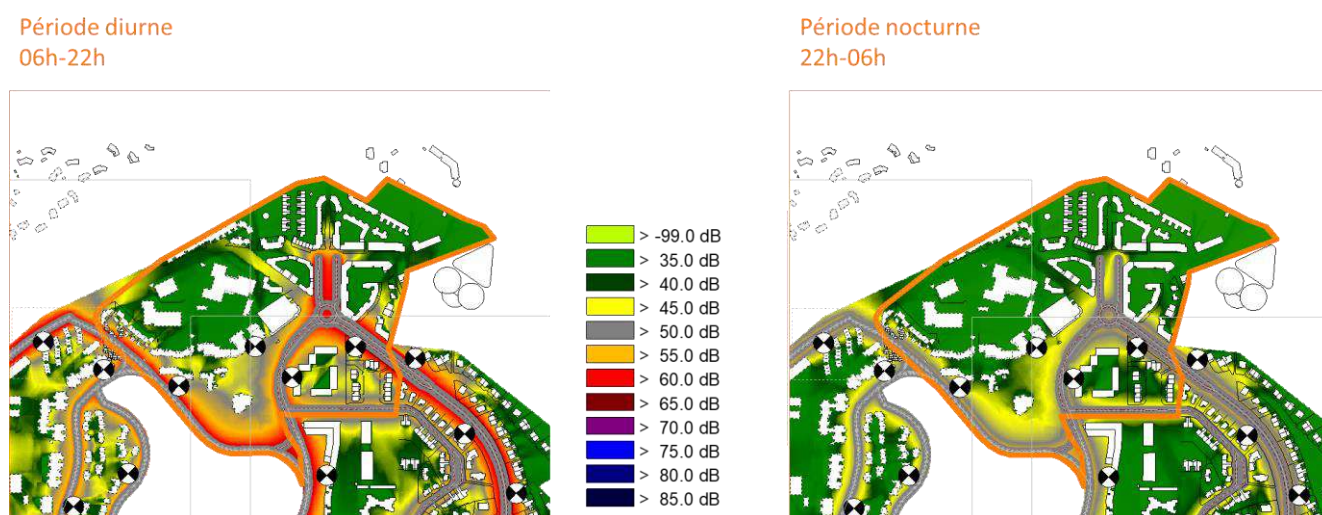 Période diurne
06h-22h
Période nocturne
22h-06h
> -99.0 dB
> 35.0 dB
> 40.0 dB
> 45.0 dB
> 50.0 dB
> 55.0 dB
> 60.0 dB
> 65.0 dB
> 70.0 dB
> 75.0 dB
> 80.0 dB
> 85.0 dB